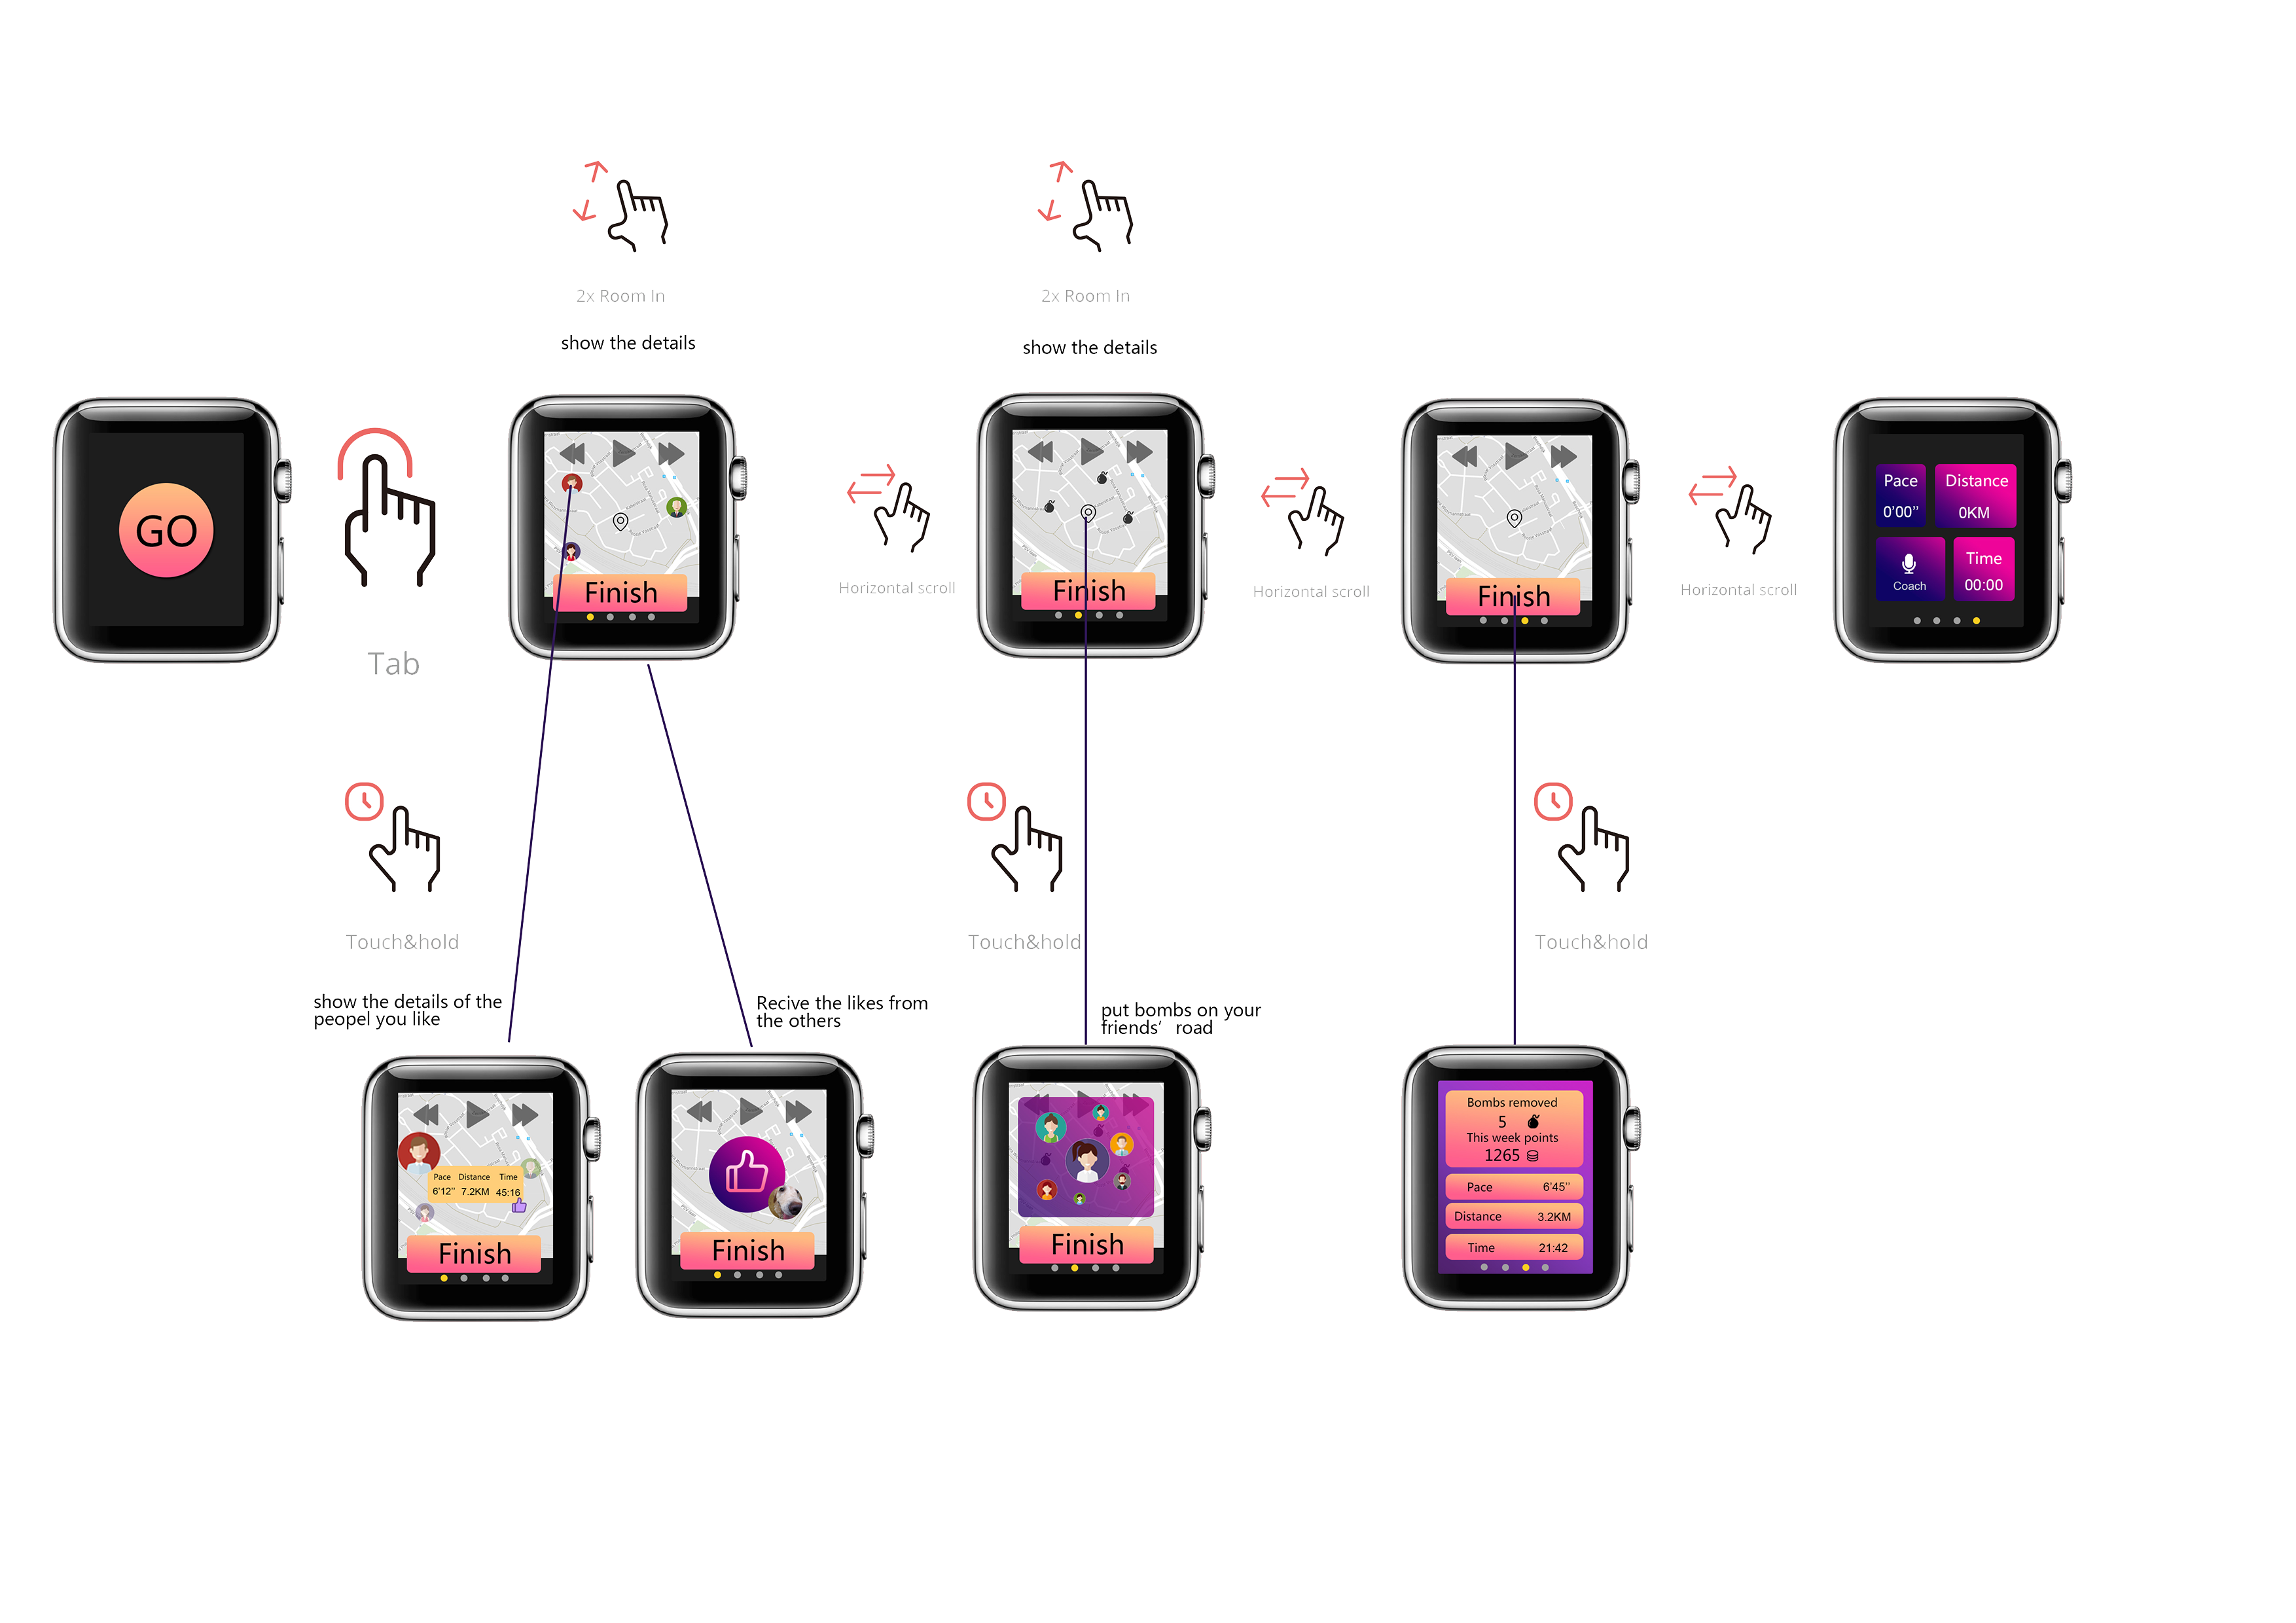 2x Room In
2x Room In
show the details
show the details
GO
Tab
Finish
Horizontal scroll
Finish
Horizontal scroll
Finish
Horizontal scroll
Pace
0'00''
Distance
0KM
Coach
Time
00:00
Touch&hold
Touch&hold
Touch&hold
show the details of the
peopel you like
Recive the likes from
the others
put bombs on your
friends' road
Pace Distance Time
6'12'' 7.2KM 45:16
Finish
Finish
Finish
Bombs removed
5
This week points
1265
Pace 6'45''
Distance 3.2KM
Time 21:42